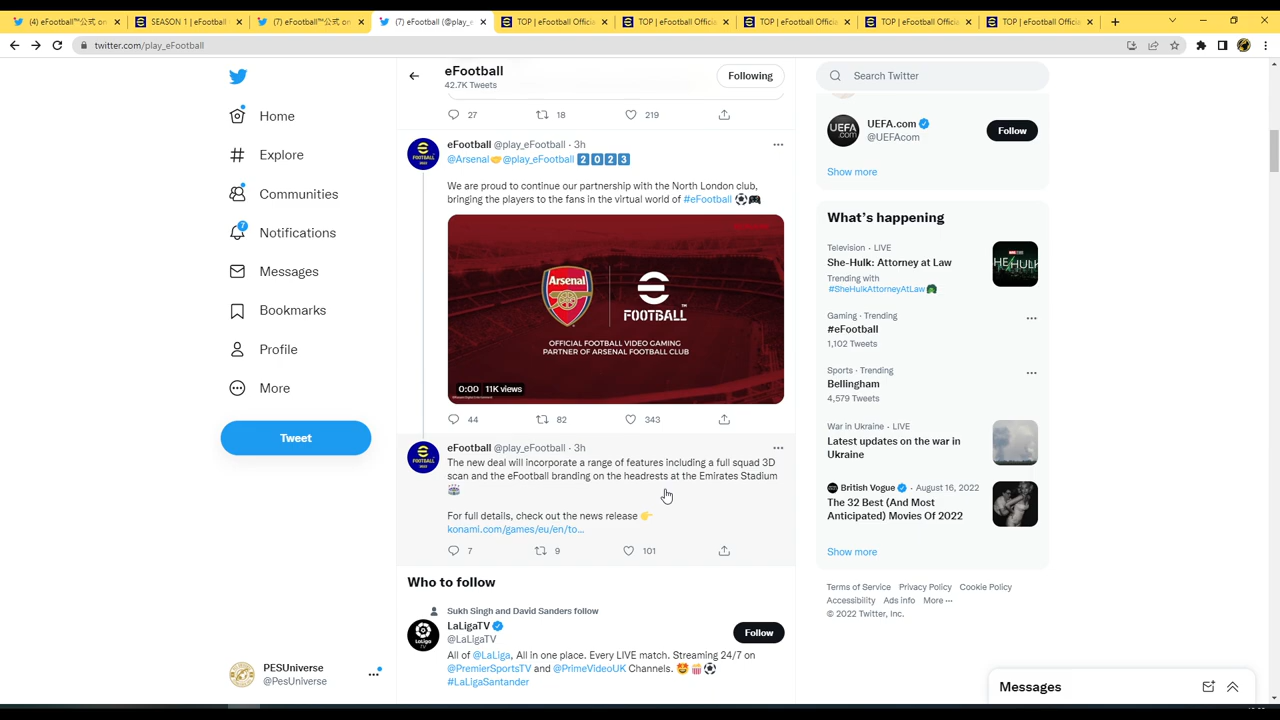 (4) eFootball™公式 on
SEASON 1 | eFootball
(7) eFootball™公式 on
(7) eFootball (@play_e
TOP | eFootball Officia
TOP | eFootball Officia
TOP | eFootball Officia
TOP | eFootball Officia
TOP | eFootball Officia
twitter.com/play_eFootball
Home
Explore
Communities
7
Notifications
Messages
Bookmarks
Profile
More
Tweet
PESUniverse
@PesUniverse
eFootball
42.7K Tweets
Following
27 18 219
eFootball @play_eFootball · 3h
@Arsenal🤝@play_eFootball 2 0 2 3
We are proud to continue our partnership with the North London club,
bringing the players to the fans in the virtual world of #eFootball ⚽🎮
Arsenal
FOOTBALL™
OFFICIAL FOOTBALL VIDEO GAMING
PARTNER OF ARSENAL FOOTBALL CLUB
0:00 11K views
44 82 343
eFootball @play_eFootball · 3h
The new deal will incorporate a range of features including a full squad 3D
scan and the eFootball branding on the headrests at the Emirates Stadium
🏟
For full details, check out the news release 👉
konami.com/games/eu/en/to...
7 9 101
Who to follow
Sukh Singh and David Sanders follow
LaLigaTV
@LaLigaTV
Follow
All of @LaLiga, All in one place. Every LIVE match. Streaming 24/7 on
@PremierSportsTV and @PrimeVideoUK Channels. 🤩🍿⚽
#LaLigaSantander
Search Twitter
UEFA.com
@UEFAcom
Follow
Show more
What's happening
Television · LIVE
She-Hulk: Attorney at Law
Trending with
#SheHulkAttorneyAtLaw
Gaming · Trending
#eFootball
1,102 Tweets
Sports · Trending
Bellingham
4,579 Tweets
War in Ukraine · LIVE
Latest updates on the war in
Ukraine
British Vogue · August 16, 2022
The 32 Best (And Most
Anticipated) Movies Of 2022
Show more
Terms of Service Privacy Policy Cookie Policy
Accessibility Ads info More ···
© 2022 Twitter, Inc.
Messages